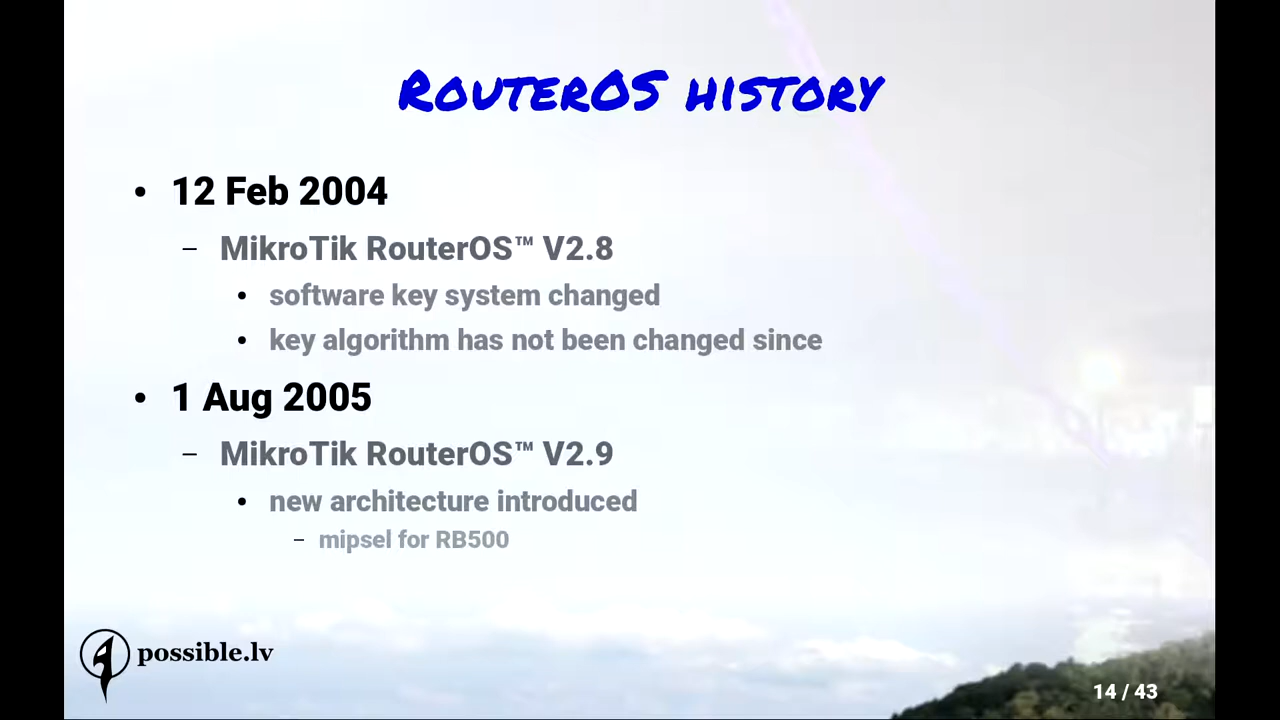 RouterOS history
• 12 Feb 2004
– MikroTik RouterOS™ V2.8
• software key system changed
• key algorithm has not been changed since
• 1 Aug 2005
– MikroTik RouterOS™ V2.9
• new architecture introduced
– mipsel for RB500
possible.lv
14 / 43